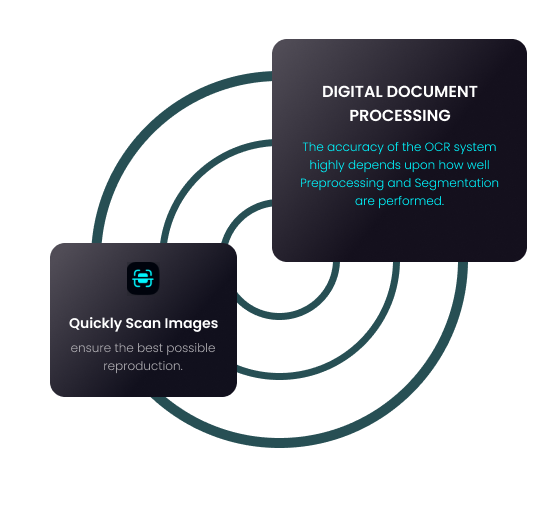 DIGITAL DOCUMENT
PROCESSING
The accuracy of the OCR system
highly depends upon how well
Preprocessing and Segmentation
are performed.
Quickly Scan Images
ensure the best possible
reproduction.